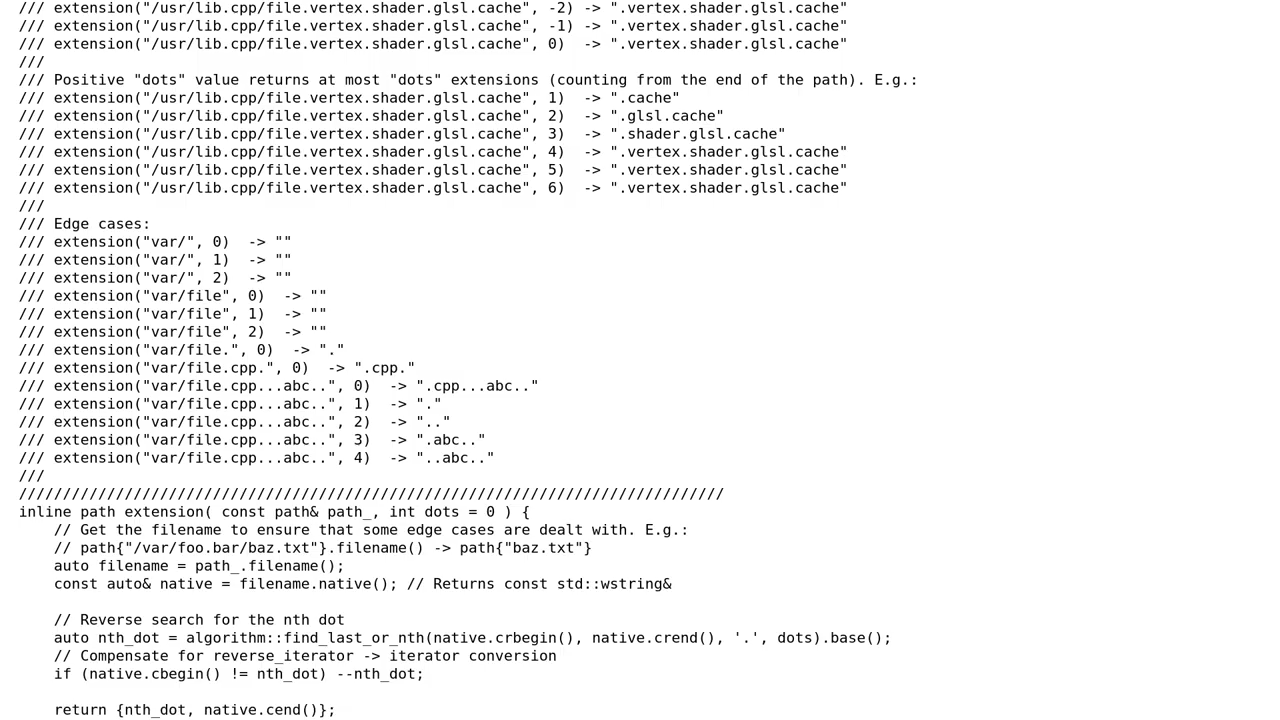 /// extension("/usr/lib.cpp/file.vertex.shader.glsl.cache", -2) -> ".vertex.shader.glsl.cache"
/// extension("/usr/lib.cpp/file.vertex.shader.glsl.cache", -1) -> ".vertex.shader.glsl.cache"
/// extension("/usr/lib.cpp/file.vertex.shader.glsl.cache", 0)  -> ".vertex.shader.glsl.cache"
///
/// Positive "dots" value returns at most "dots" extensions (counting from the end of the path). E.g.:
/// extension("/usr/lib.cpp/file.vertex.shader.glsl.cache", 1)  -> ".cache"
/// extension("/usr/lib.cpp/file.vertex.shader.glsl.cache", 2)  -> ".glsl.cache"
/// extension("/usr/lib.cpp/file.vertex.shader.glsl.cache", 3)  -> ".shader.glsl.cache"
/// extension("/usr/lib.cpp/file.vertex.shader.glsl.cache", 4)  -> ".vertex.shader.glsl.cache"
/// extension("/usr/lib.cpp/file.vertex.shader.glsl.cache", 5)  -> ".vertex.shader.glsl.cache"
/// extension("/usr/lib.cpp/file.vertex.shader.glsl.cache", 6)  -> ".vertex.shader.glsl.cache"
///
/// Edge cases:
/// extension("var/", 0)  -> ""
/// extension("var/", 1)  -> ""
/// extension("var/", 2)  -> ""
/// extension("var/file", 0)  -> ""
/// extension("var/file", 1)  -> ""
/// extension("var/file", 2)  -> ""
/// extension("var/file.", 0)  -> "."
/// extension("var/file.cpp.", 0)  -> ".cpp."
/// extension("var/file.cpp...abc..", 0)  -> ".cpp...abc.."
/// extension("var/file.cpp...abc..", 1)  -> "."
/// extension("var/file.cpp...abc..", 2)  -> ".."
/// extension("var/file.cpp...abc..", 3)  -> ".abc.."
/// extension("var/file.cpp...abc..", 4)  -> "..abc.."
///
////////////////////////////////////////////////////////////////////////////////
inline path extension( const path& path_, int dots = 0 ) {
    // Get the filename to ensure that some edge cases are dealt with. E.g.:
    // path{"/var/foo.bar/baz.txt"}.filename() -> path{"baz.txt"}
    auto filename = path_.filename();
    const auto& native = filename.native(); // Returns const std::wstring&

    // Reverse search for the nth dot
    auto nth_dot = algorithm::find_last_or_nth(native.crbegin(), native.crend(), '.', dots).base();
    // Compensate for reverse_iterator -> iterator conversion
    if (native.cbegin() != nth_dot) --nth_dot;

    return {nth_dot, native.cend()};